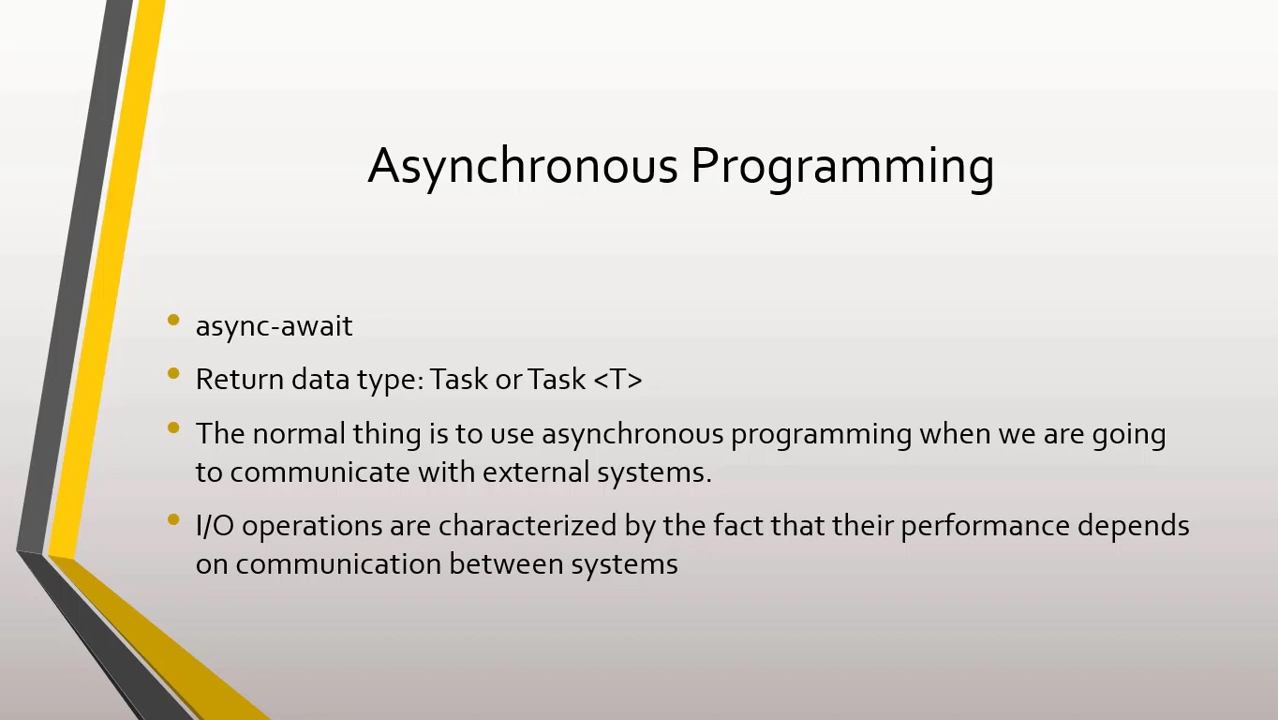 Asynchronous Programming
• async-await
• Return data type: Task or Task <T>
• The normal thing is to use asynchronous programming when we are going
to communicate with external systems.
• I/O operations are characterized by the fact that their performance depends
on communication between systems